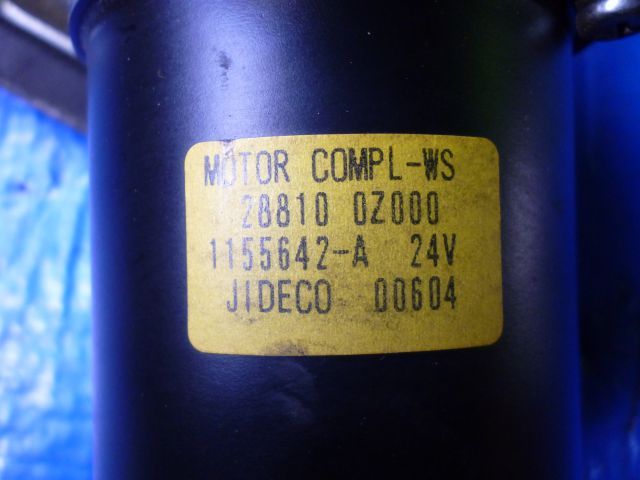 MOTOR COMPL-WS
28810 0Z000
1155642-A 24V
JIDECO 00604